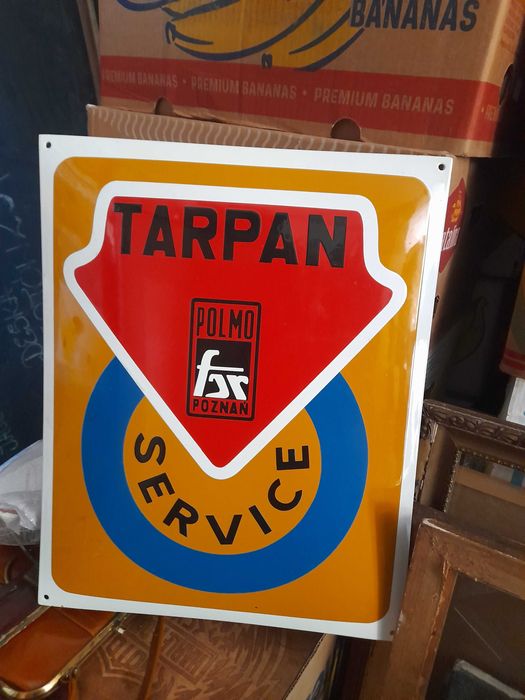 BANANAS
PREMIUM BANANAS • PREMIUM BANANAS • PREMIUM BANANAS
TARPAN
POLMO
fsr
POZNAŃ
SERVICE